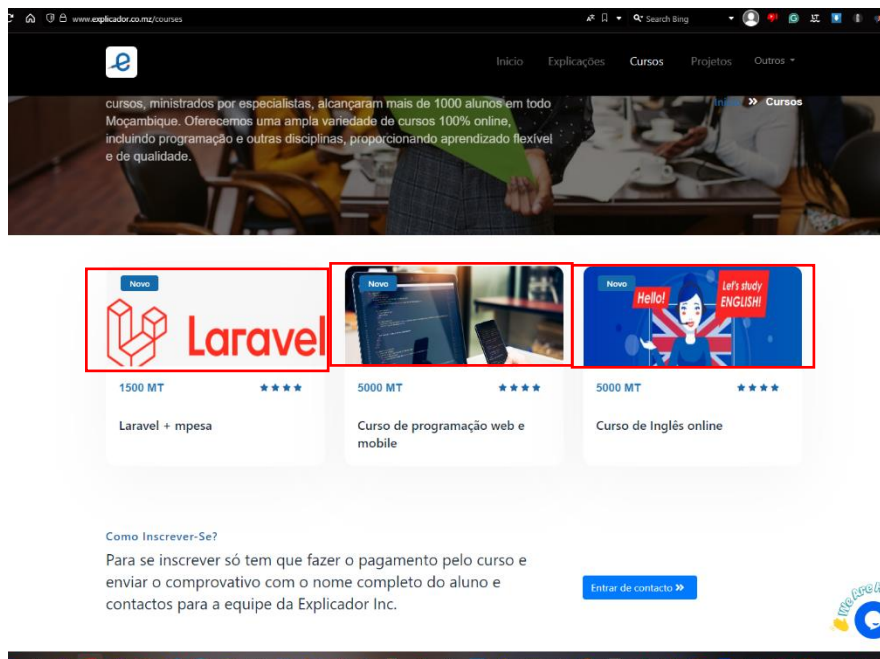 www.explicador.co.mz/courses
Search Bing
e
Início Explicações Cursos Projetos Outros
cursos, ministrados por especialistas, alcançaram mais de 1000 alunos em todo
Moçambique. Oferecemos uma ampla variedade de cursos 100% online,
incluindo programação e outras disciplinas, proporcionando aprendizado flexível
e de qualidade.
Início » Cursos
Novo
Laravel
1500 MT
Laravel + mpesa
Novo
5000 MT
Curso de programação web e
mobile
Novo
Hello!
Let's study
ENGLISH!
5000 MT
Curso de Inglês online
Como Inscrever-Se?
Para se inscrever só tem que fazer o pagamento pelo curso e
enviar o comprovativo com o nome completo do aluno e
contactos para a equipe da Explicador Inc.
Entrar de contacto »
We Are